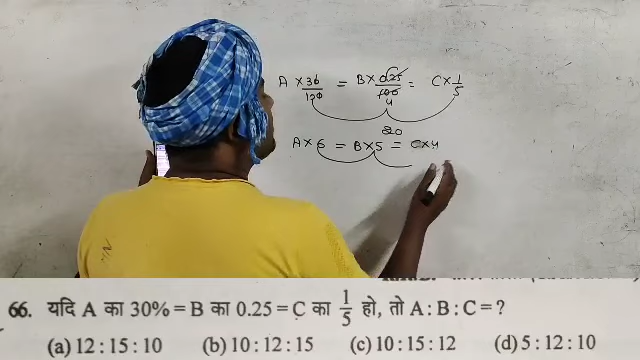 A × 30/100 = B × 0.25/100 = C × 1/5
4
20
A × 6 = B × 5 = C × 4
66. यदि A का 30% = B का 0.25 = C का 1/5 हो, तो A : B : C = ?
(a) 12 : 15 : 10 (b) 10 : 12 : 15 (c) 10 : 15 : 12 (d) 5 : 12 : 10